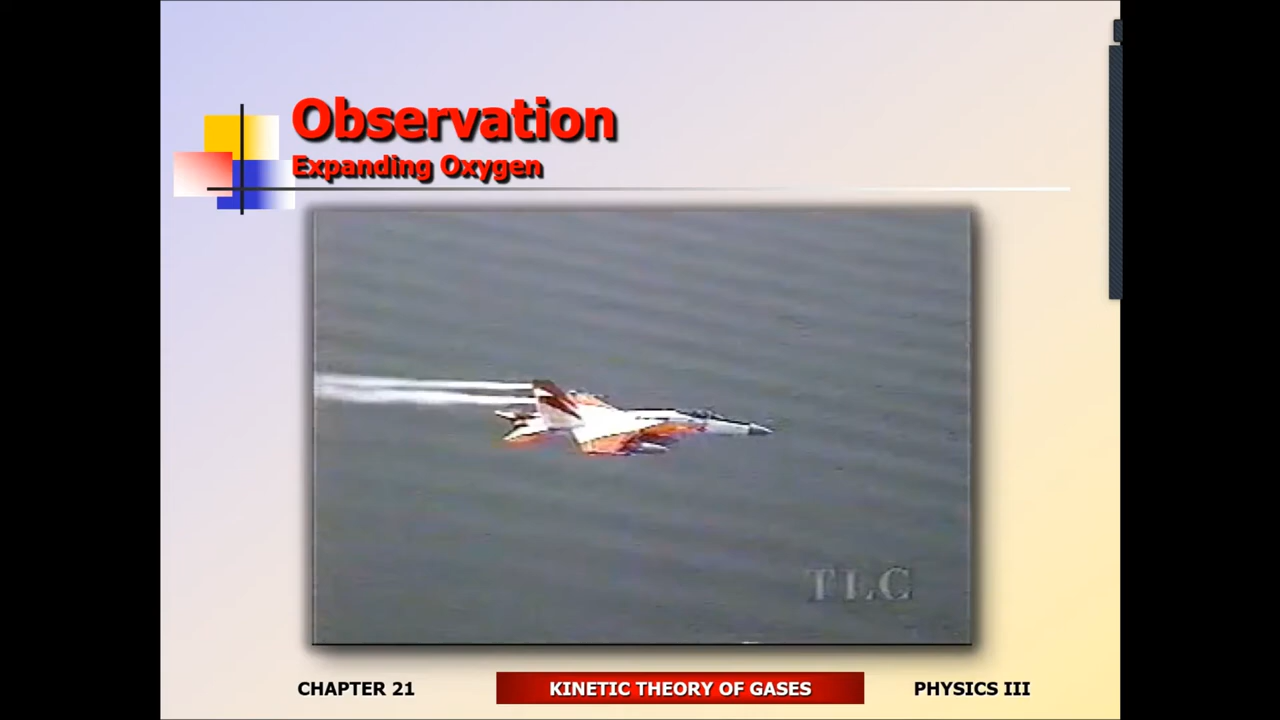 Observation
Expanding Oxygen
TLC
CHAPTER 21
KINETIC THEORY OF GASES
PHYSICS III